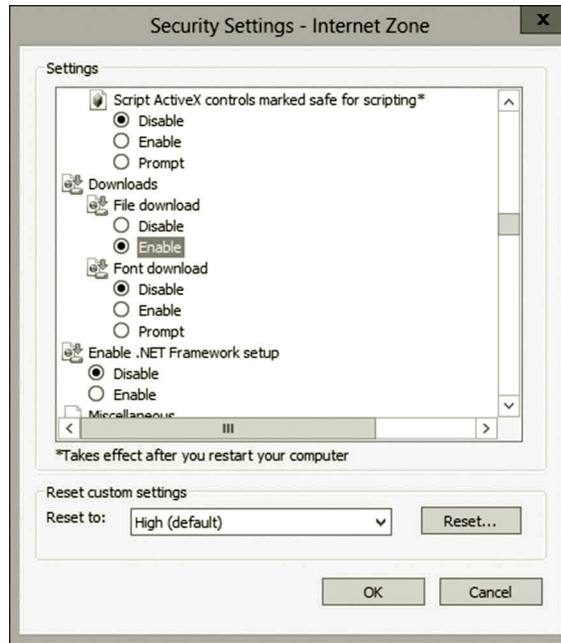 Security Settings - Internet Zone
x
Settings
Script ActiveX controls marked safe for scripting*
Disable
Enable
Prompt
Downloads
File download
Disable
Enable
Font download
Disable
Enable
Prompt
Enable .NET Framework setup
Disable
Enable
Miscellaneous
*Takes effect after you restart your computer
Reset custom settings
Reset to: High (default) Reset...
OK Cancel